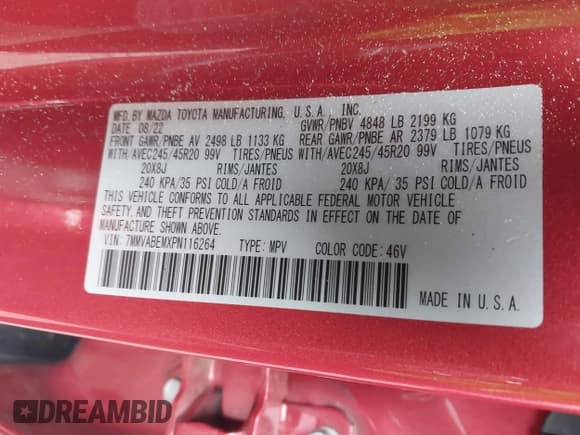 MFD. BY MAZDA TOYOTA MANUFACTURING, U.S.A., INC.
DATE 08/22 GVWR/PNBV 4848 LB 2199 KG
FRONT GAWR/PNBE AV 2498 LB 1133 KG REAR GAWR/PNBE AR 2379 LB 1079 KG
WITH/AVEC245/45R20 99V TIRES/PNEUS WITH/AVEC245/45R20 99V TIRES/PNEUS
20X8J RIMS/JANTES 20X8J RIMS/JANTES
240 KPA/35 PSI COLD/A FROID 240 KPA/ 35 PSI COLD/A FROID
THIS VEHICLE CONFORMS TO ALL APPLICABLE FEDERAL MOTOR VEHICLE
SAFETY, AND THEFT PREVENTION STANDARDS IN EFFECT ON THE DATE OF
MANUFACTURE SHOWN ABOVE.
VIN: 7MMVABEMXPN116264 TYPE: MPV COLOR CODE: 46V
MADE IN U.S.A.
DREAMBID